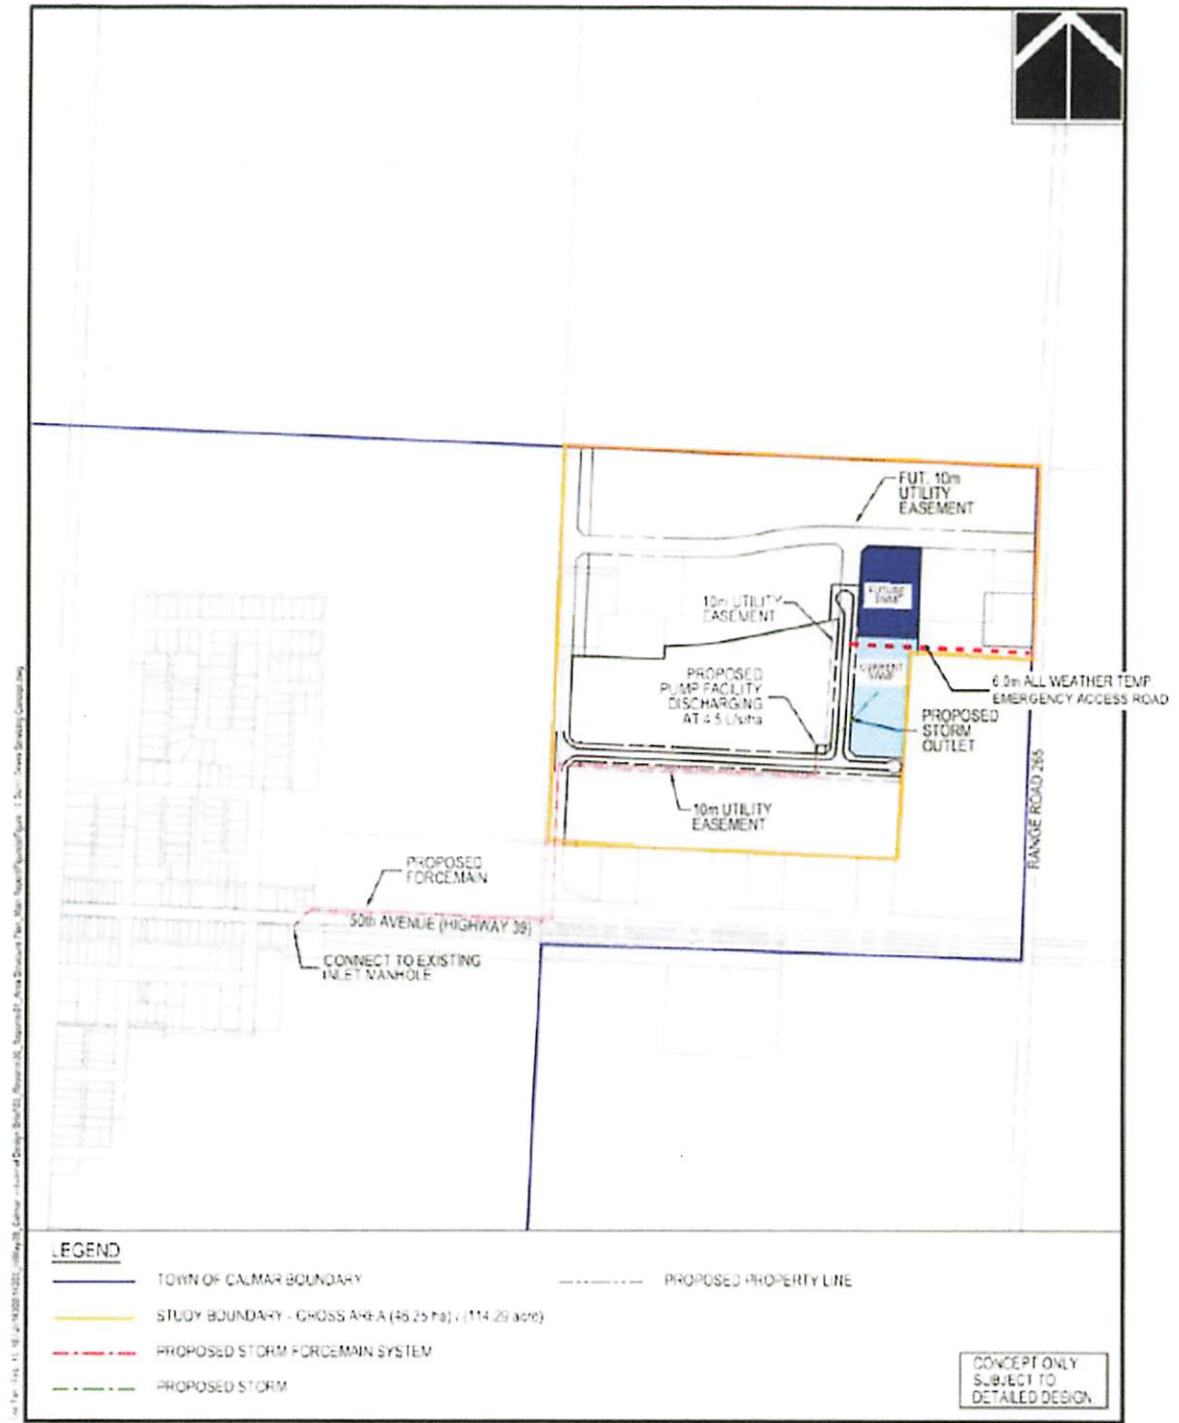 FUT. 10m
UTILITY
EASEMENT
FUTURE
SWMF
10m UTILITY
EASEMENT
CURRENT
SWMF
PROPOSED
PUMP FACILITY
DISCHARGING
AT 4.5 L/s/ha
6.0m ALL WEATHER TEMP.
EMERGENCY ACCESS ROAD
PROPOSED
STORM
OUTLET
RANGE ROAD 265
10m UTILITY
EASEMENT
PROPOSED
FORCEMAIN
50th AVENUE (HIGHWAY 39)
CONNECT TO EXISTING
INLET MANHOLE
LEGEND
TOWN OF CALMAR BOUNDARY
PROPOSED PROPERTY LINE
STUDY BOUNDARY - GROSS AREA (46.25 ha) / (114.29 acre)
PROPOSED STORM FORCEMAIN SYSTEM
PROPOSED STORM
CONCEPT ONLY.
SUBJECT TO
DETAILED DESIGN.